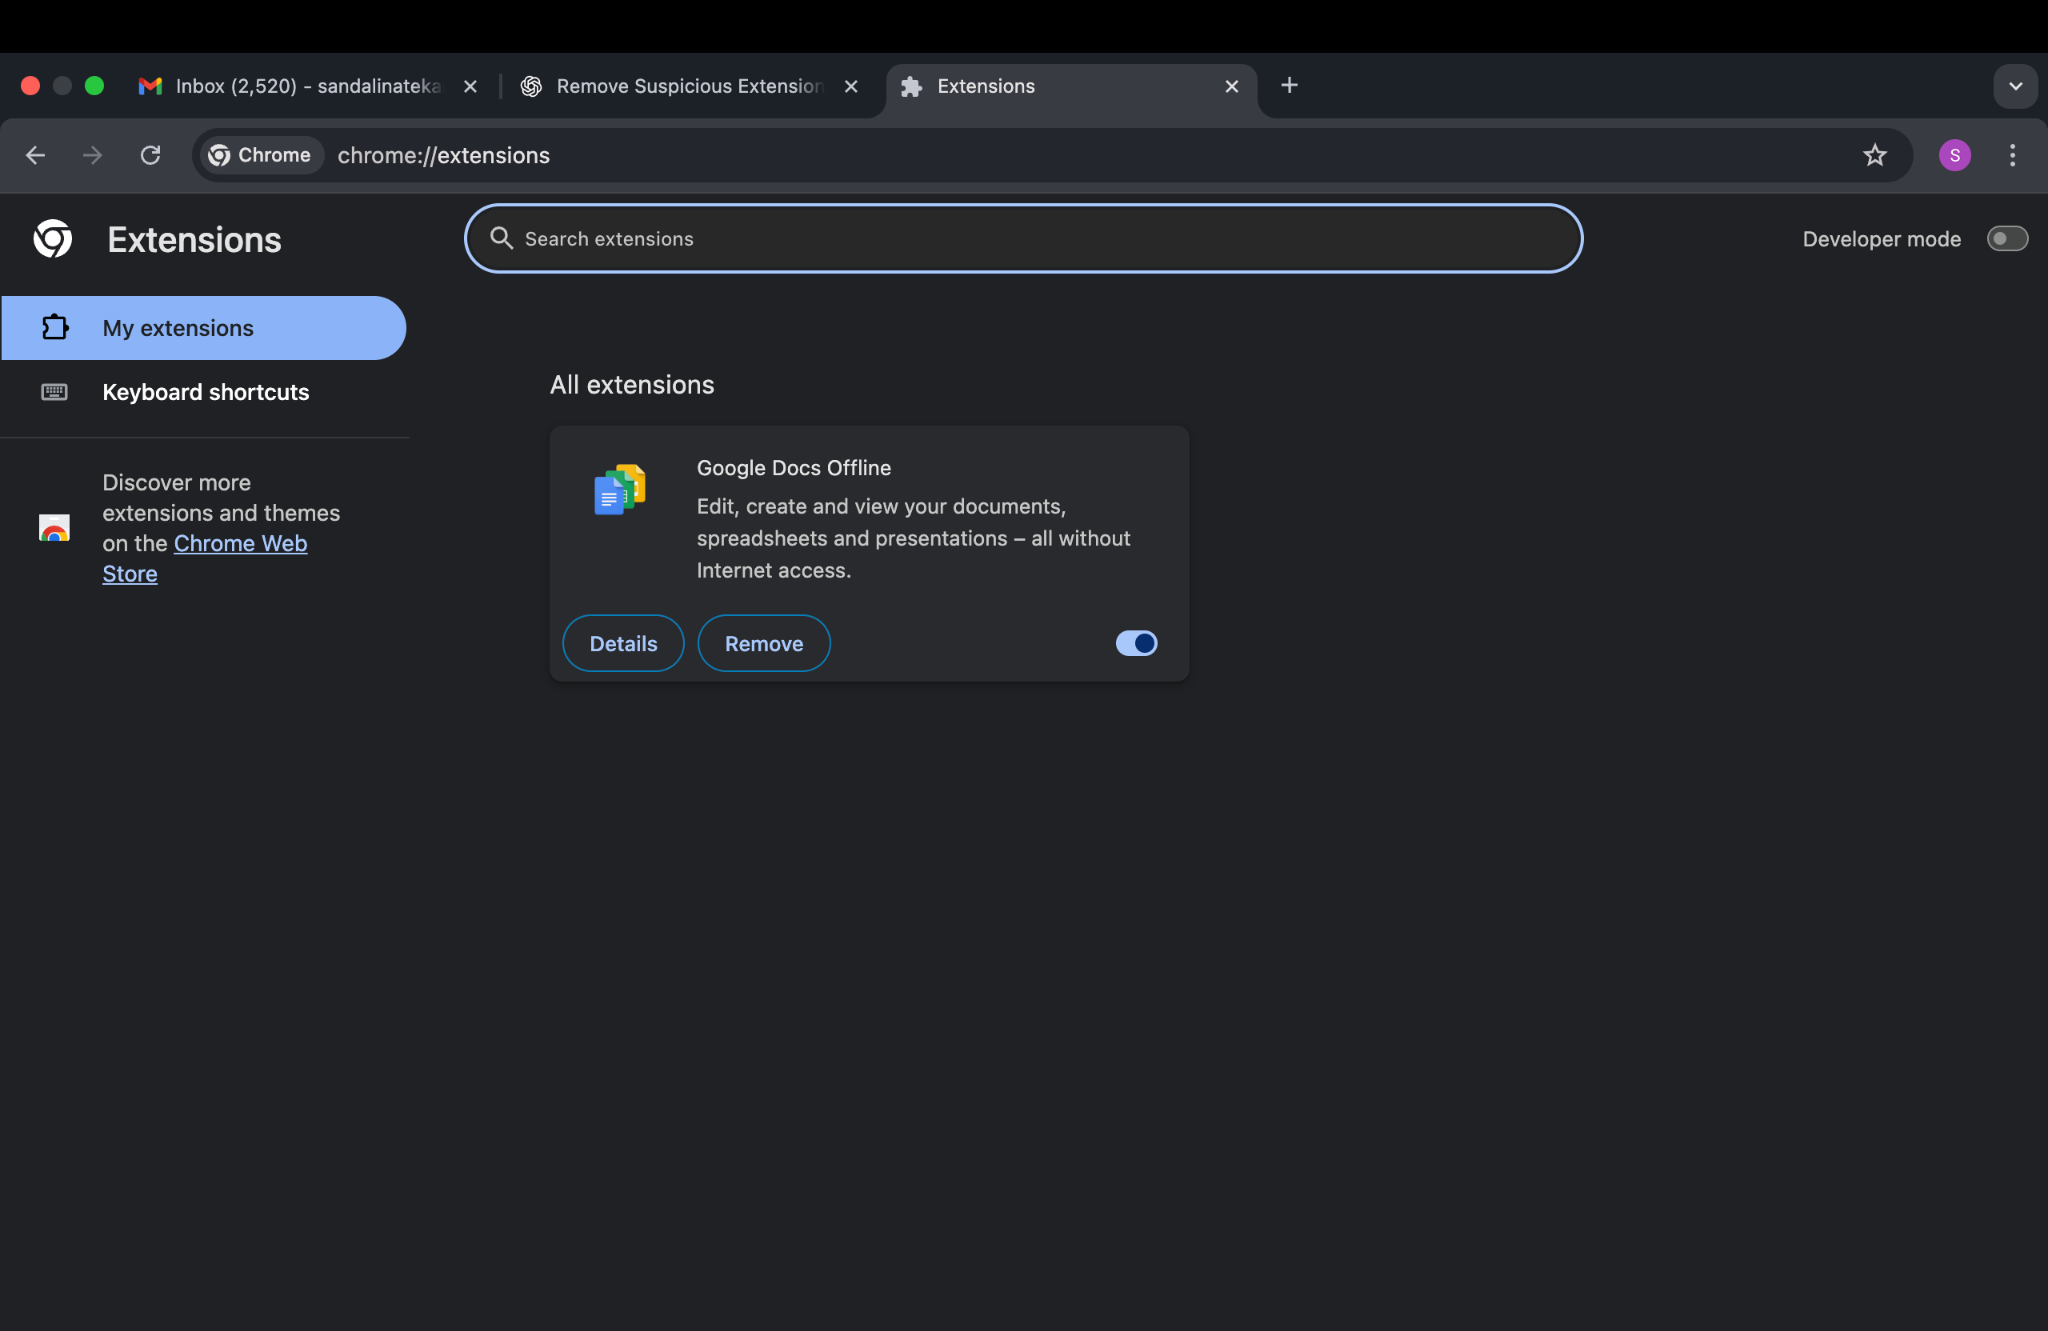 Inbox (2,520) - sandalinateka
Remove Suspicious Extension
Extensions
Chrome
chrome://extensions
S
Extensions
Search extensions
Developer mode
My extensions
Keyboard shortcuts
Discover more
extensions and themes
on the Chrome Web
Store
All extensions
Google Docs Offline
Edit, create and view your documents,
spreadsheets and presentations – all without
Internet access.
Details
Remove